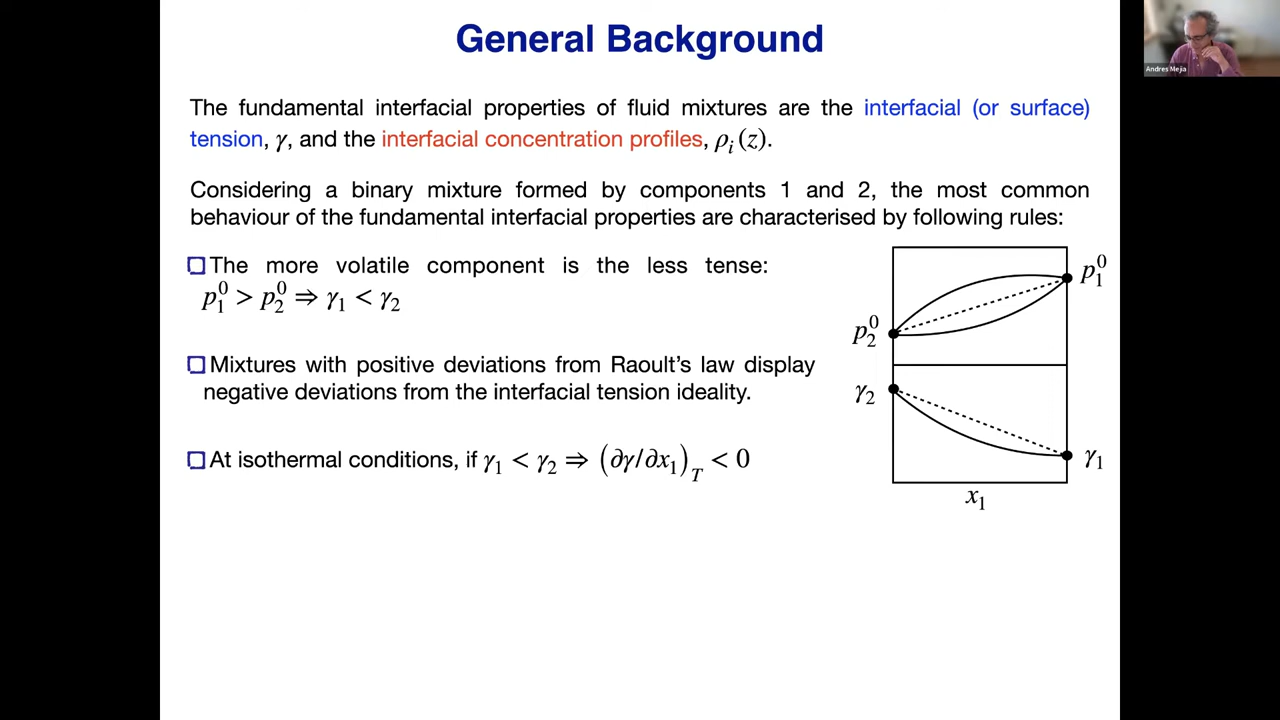 General Background
Andres Mejia
The fundamental interfacial properties of fluid mixtures are the interfacial (or surface)
tension, γ, and the interfacial concentration profiles, ρᵢ(z).
Considering a binary mixture formed by components 1 and 2, the most common
behaviour of the fundamental interfacial properties are characterised by following rules:
The more volatile component is the less tense:
p₁⁰ > p₂⁰ ⇒ γ₁ < γ₂
Mixtures with positive deviations from Raoult's law display
negative deviations from the interfacial tension ideality.
At isothermal conditions, if γ₁ < γ₂ ⇒ (∂γ/∂x₁)_T < 0
p₁⁰
p₂⁰
γ₂
γ₁
x₁